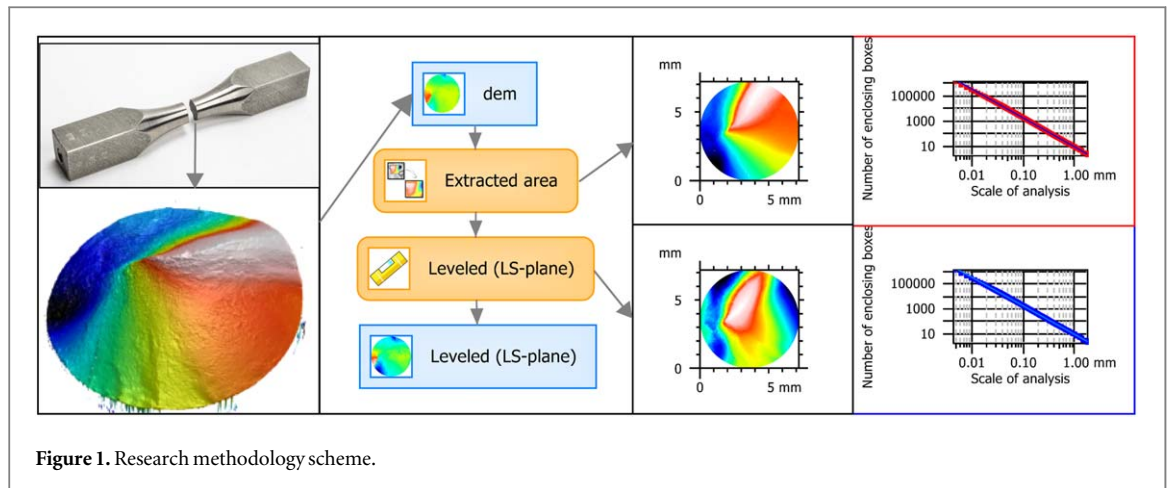 dem
Extracted area
Leveled (LS-plane)
Leveled (LS-plane)
mm
5
0
0 5 mm
mm
5
0
0 5 mm
Number of enclosing boxes
100000
1000
10
0.01 0.10 1.00 mm
Scale of analysis
Number of enclosing boxes
100000
1000
10
0.01 0.10 1.00 mm
Scale of analysis
Figure 1. Research methodology scheme.